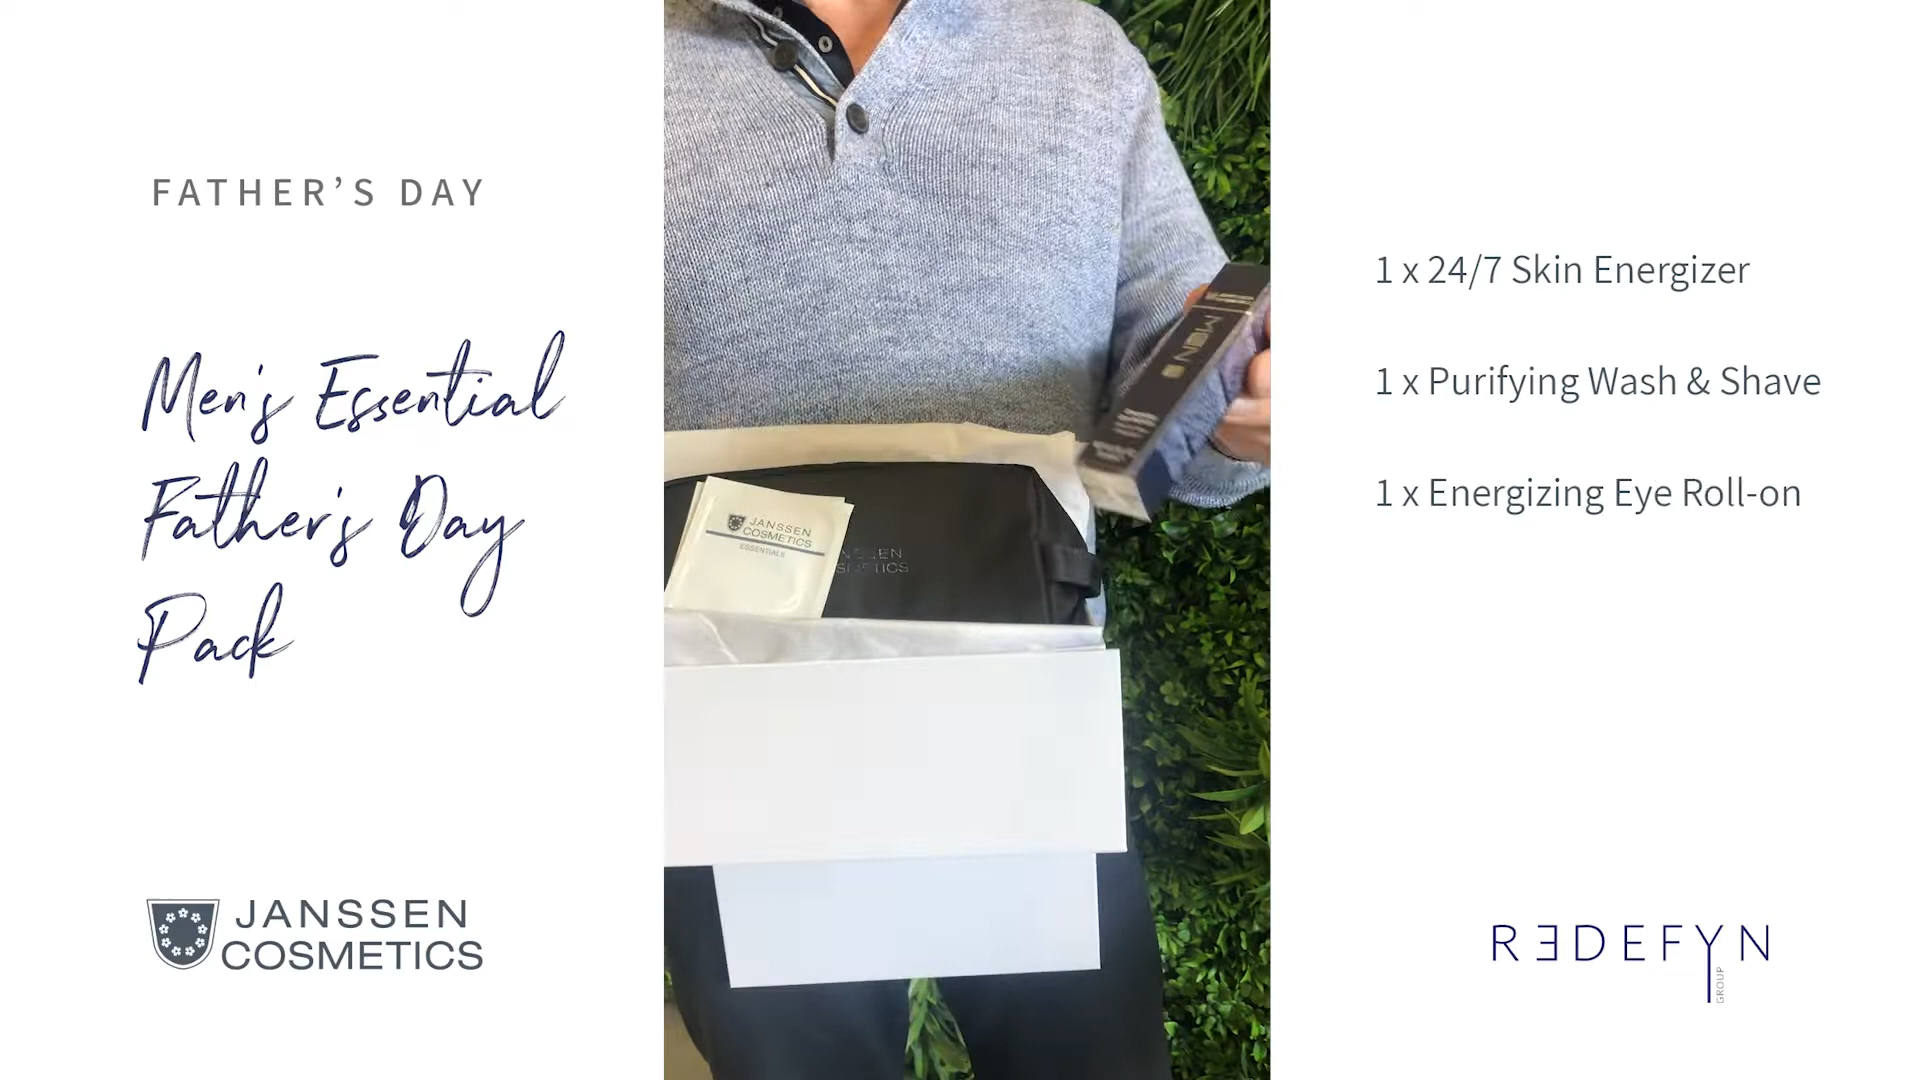 FATHER’S DAY
Men's Essential
Father's Day
Pack
JANSSEN
COSMETICS
MEN
JANSSEN
COSMETICS
ESSENTIALS
1 x 24/7 Skin Energizer
1 x Purifying Wash & Shave
1 x Energizing Eye Roll-on
RƎDEFYN
GROUP